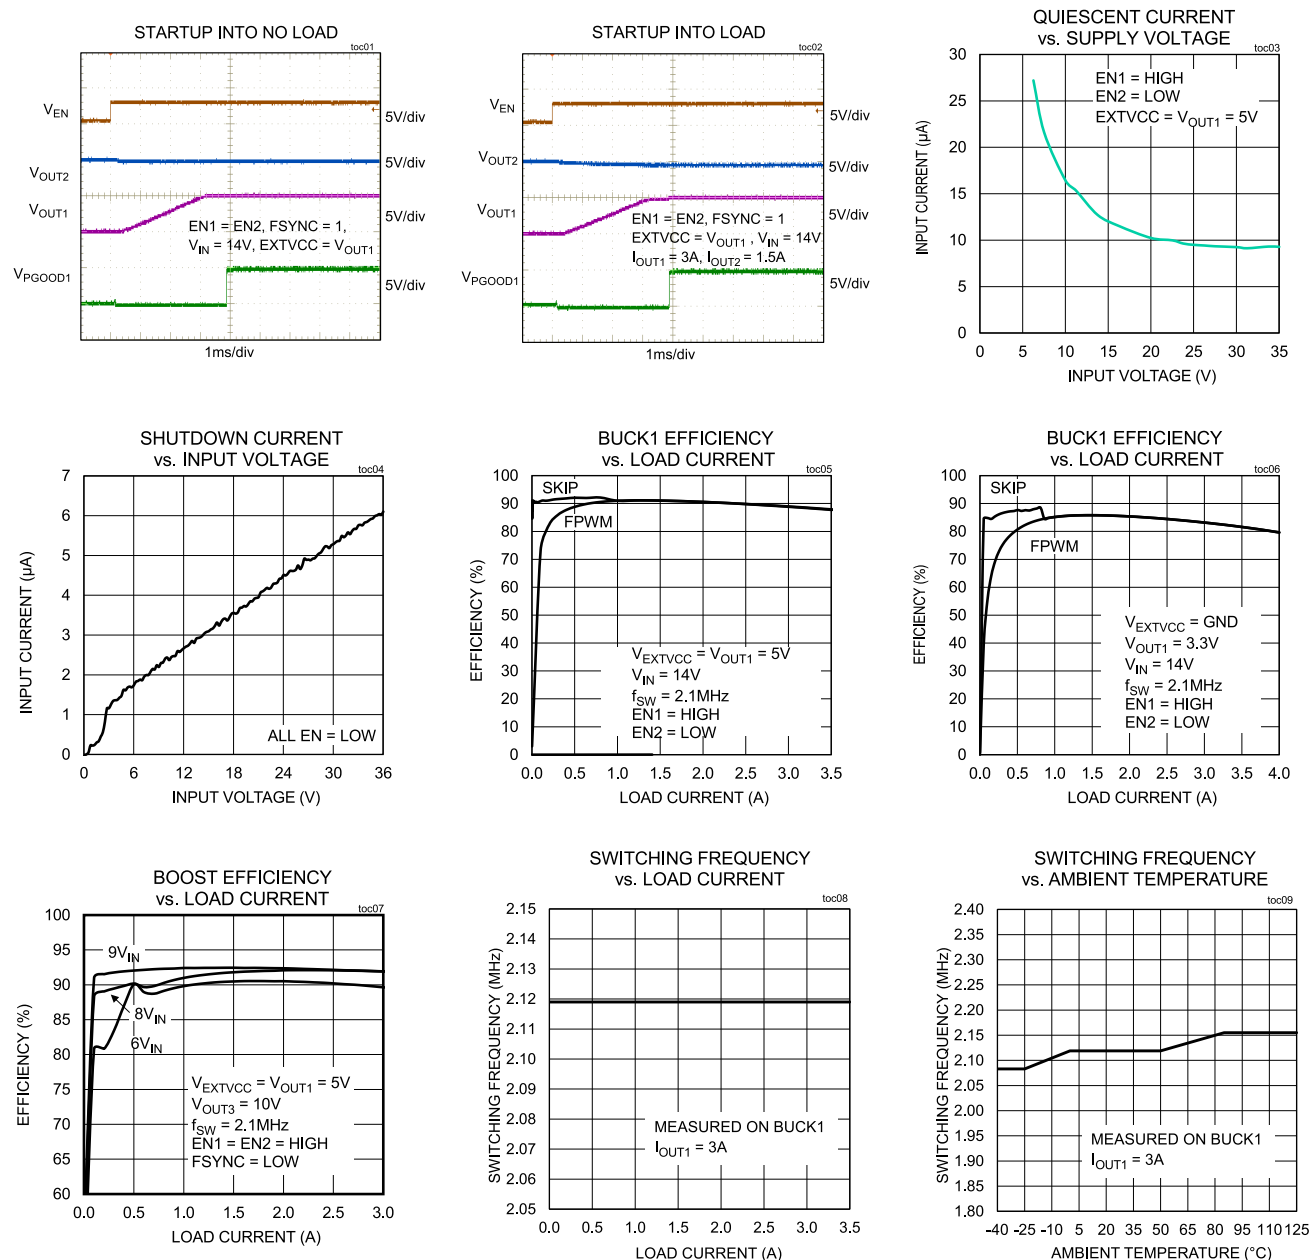 STARTUP INTO NO LOAD
toc01
VEN
5V/div
VOUT2
5V/div
VOUT1
5V/div
EN1 = EN2, FSYNC = 1,
VIN = 14V, EXTVCC = VOUT1
VPGOOD1
5V/div
1ms/div
STARTUP INTO LOAD
toc02
VEN
5V/div
VOUT2
5V/div
VOUT1
5V/div
EN1 = EN2, FSYNC = 1
EXTVCC = VOUT1 , VIN = 14V
IOUT1 = 3A, IOUT2 = 1.5A
VPGOOD1
5V/div
1ms/div
QUIESCENT CURRENT
vs. SUPPLY VOLTAGE
toc03
EN1 = HIGH
EN2 = LOW
EXTVCC = VOUT1 = 5V
INPUT CURRENT (µA)
30
25
20
15
10
5
0
0 5 10 15 20 25 30 35
INPUT VOLTAGE (V)
SHUTDOWN CURRENT
vs. INPUT VOLTAGE
toc04
INPUT CURRENT (µA)
7
6
5
4
3
2
1
0
ALL EN = LOW
0 6 12 18 24 30 36
INPUT VOLTAGE (V)
BUCK1 EFFICIENCY
vs. LOAD CURRENT
toc05
EFFICIENCY (%)
100
90
80
70
60
50
40
30
20
10
0
SKIP
FPWM
VEXTVCC = VOUT1 = 5V
VIN = 14V
fSW = 2.1MHz
EN1 = HIGH
EN2 = LOW
0.0 0.5 1.0 1.5 2.0 2.5 3.0 3.5
LOAD CURRENT (A)
BUCK1 EFFICIENCY
vs. LOAD CURRENT
toc06
EFFICIENCY (%)
100
90
80
70
60
50
40
30
20
10
0
SKIP
FPWM
VEXTVCC = GND
VOUT1 = 3.3V
VIN = 14V
fSW = 2.1MHz
EN1 = HIGH
EN2 = LOW
0.0 0.5 1.0 1.5 2.0 2.5 3.0 3.5 4.0
LOAD CURRENT (A)
BOOST EFFICIENCY
vs. LOAD CURRENT
toc07
EFFICIENCY (%)
100
95
90
85
80
75
70
65
60
9VIN
8VIN
6VIN
VEXTVCC = VOUT1 = 5V
VOUT3 = 10V
fSW = 2.1MHz
EN1 = EN2 = HIGH
FSYNC = LOW
0.0 0.5 1.0 1.5 2.0 2.5 3.0
LOAD CURRENT (A)
SWITCHING FREQUENCY
vs. LOAD CURRENT
toc08
SWITCHING FREQUENCY (MHz)
2.15
2.14
2.13
2.12
2.11
2.10
2.09
2.08
2.07
2.06
2.05
MEASURED ON BUCK1
IOUT1 = 3A
0.0 0.5 1.0 1.5 2.0 2.5 3.0 3.5
LOAD CURRENT (A)
SWITCHING FREQUENCY
vs. AMBIENT TEMPERATURE
toc09
SWITCHING FREQUENCY (MHz)
2.40
2.35
2.30
2.25
2.20
2.15
2.10
2.05
2.00
1.95
1.90
1.85
1.80
MEASURED ON BUCK1
IOUT1 = 3A
-40 -25 -10 5 20 35 50 65 80 95 110 125
AMBIENT TEMPERATURE (°C)